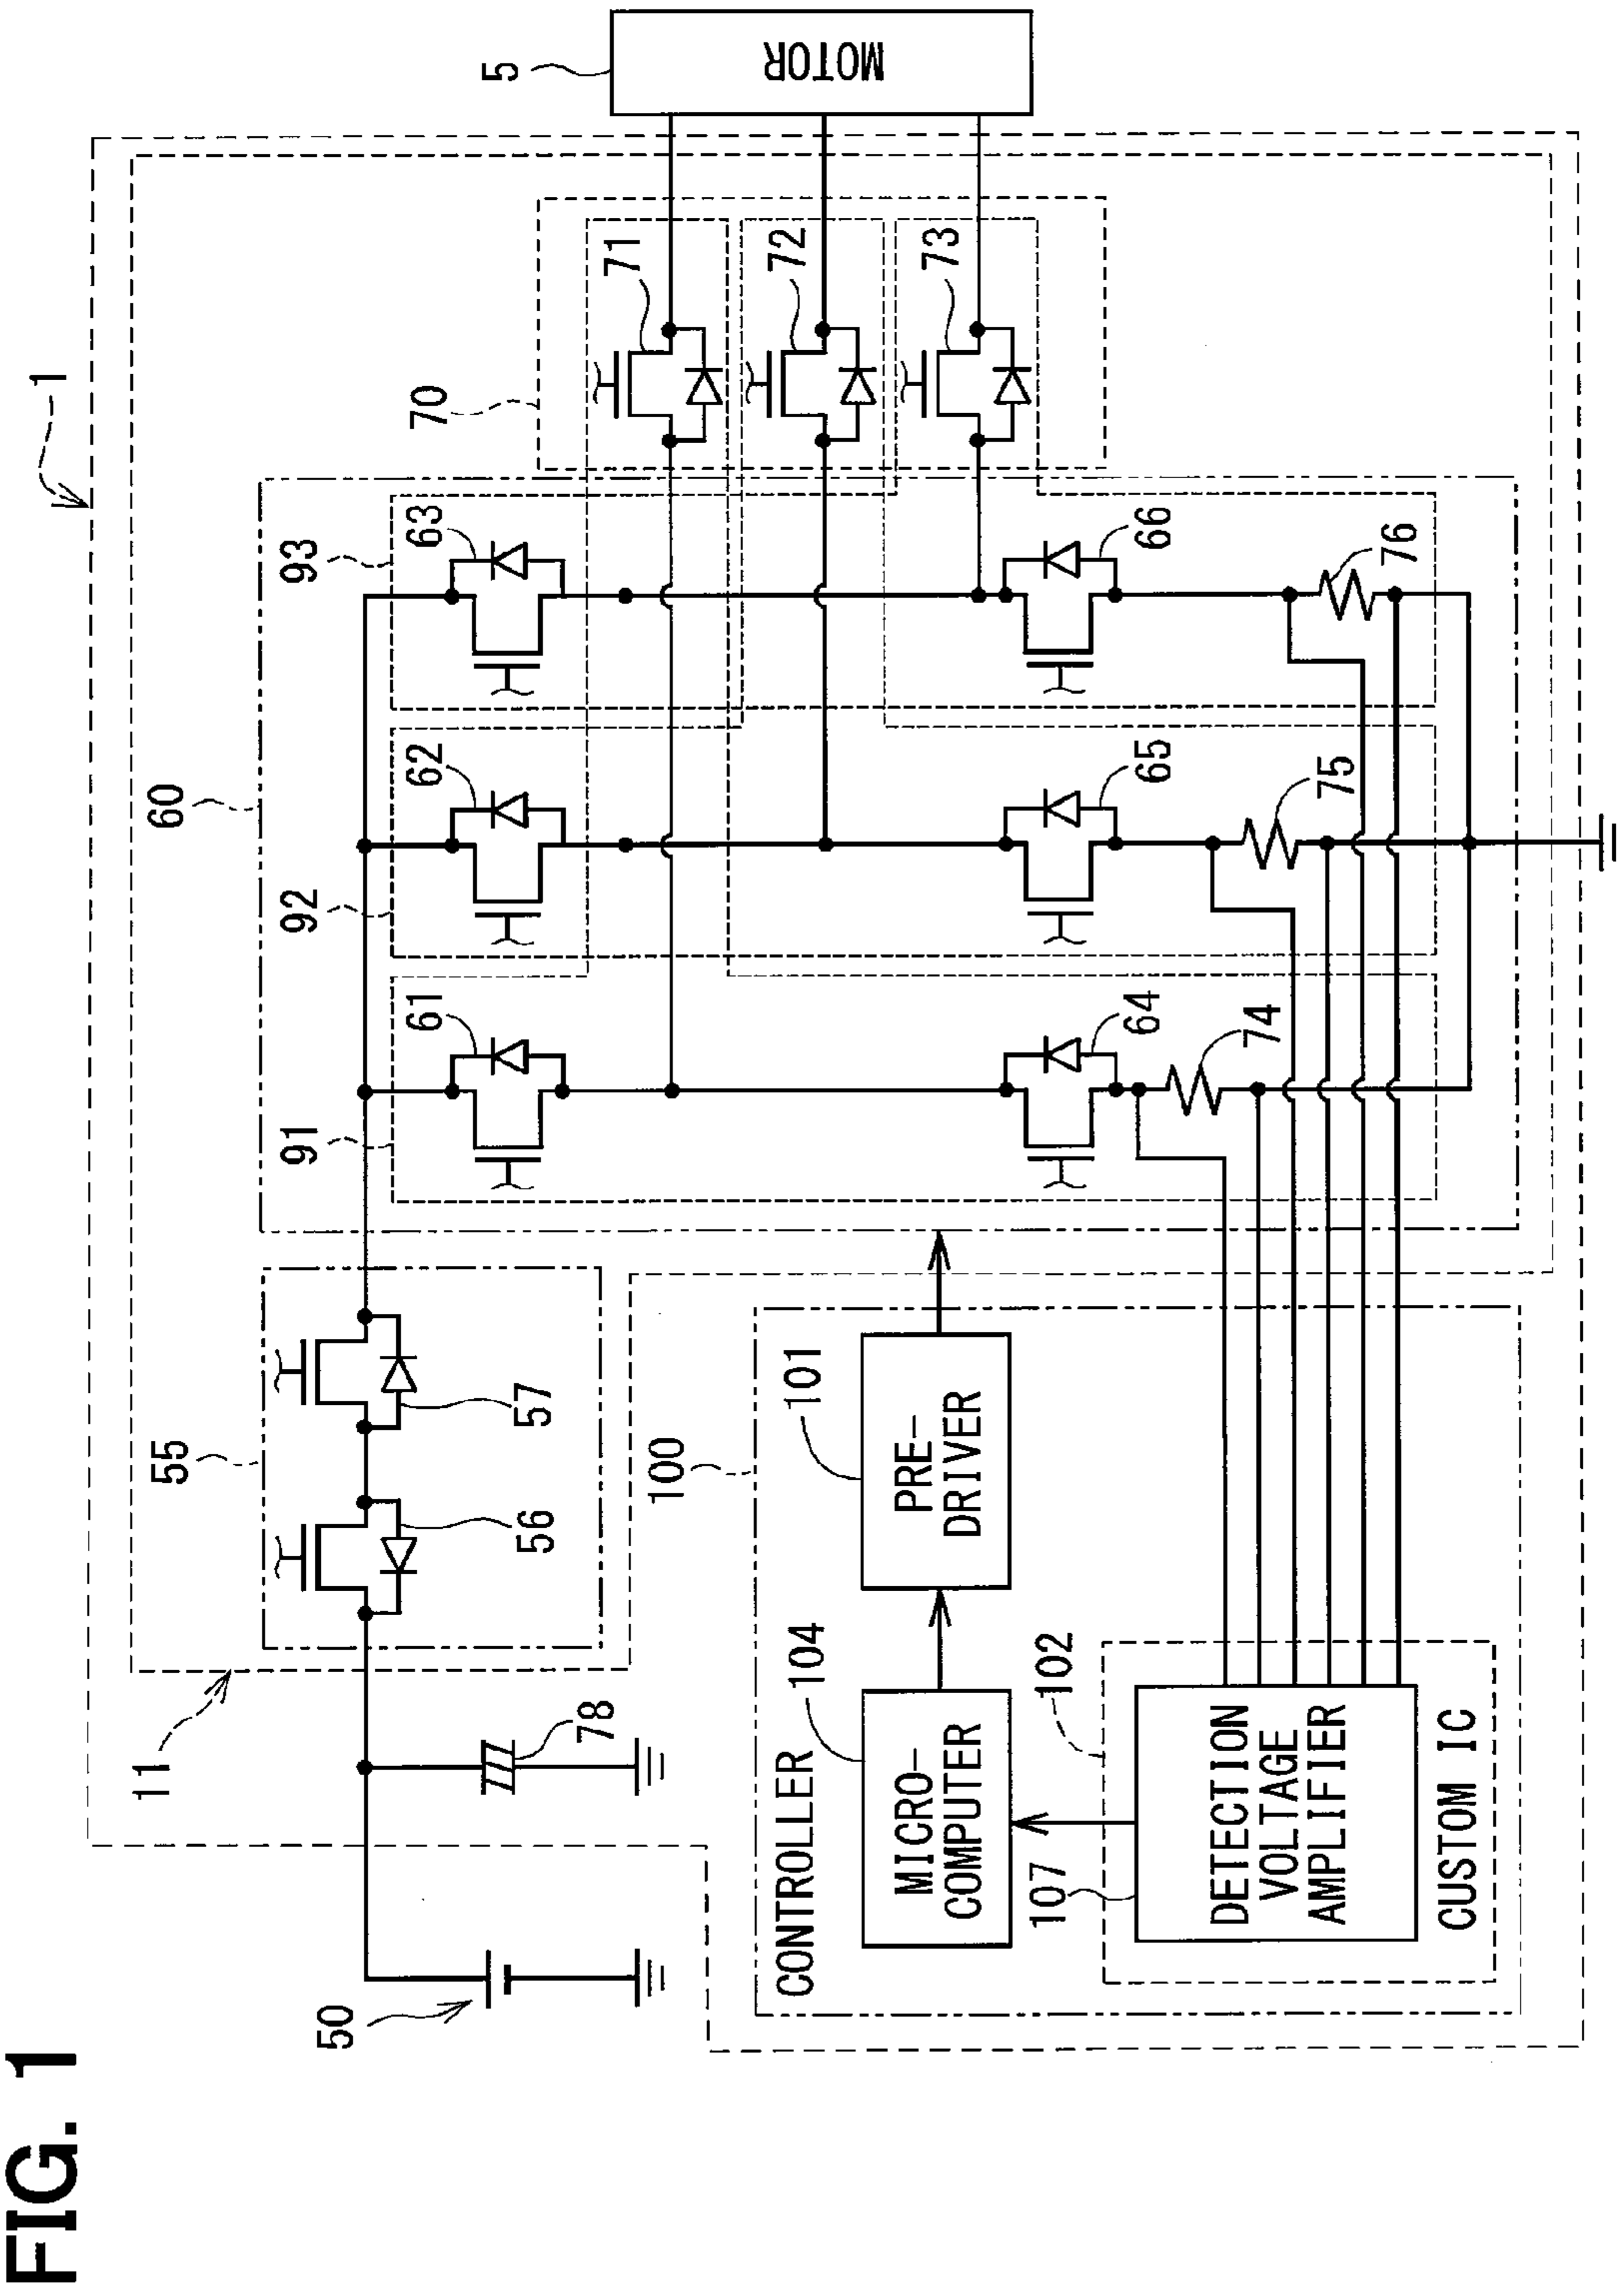 FIG. 1
1
11
55
60
50
91
92
93
61
62
63
70
5
56
57
78
71
72
73
MOTOR
100
CONTROLLER
104
101
MICRO-
COMPUTER
PRE-
DRIVER
107
102
64
65
66
74
75
76
DETECTION
VOLTAGE
AMPLIFIER
CUSTOM IC